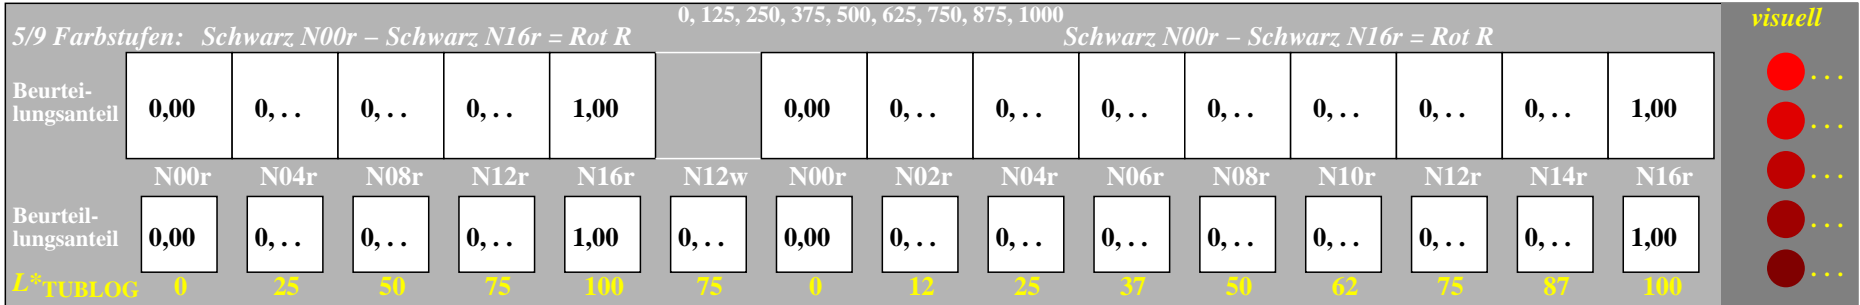 0, 125, 250, 375, 500, 625, 750, 875, 1000
visuell
5/9 Farbstufen: Schwarz N00r – Schwarz N16r = Rot R Schwarz N00r – Schwarz N16r = Rot R
Beurtei-
lungsanteil
0,00 0, . . 0, . . 0, . . 1,00 0,00 0, . . 0, . . 0, . . 0, . . 0, . . 0, . . 0, . . 1,00
N00r N04r N08r N12r N16r N12w N00r N02r N04r N06r N08r N10r N12r N14r N16r
Beurteil-
lungsanteil
0,00 0, . . 0, . . 0, . . 1,00 0, . . 0,00 0, . . 0, . . 0, . . 0, . . 0, . . 0, . . 0, . . 1,00
L*TUBLOG 0 25 50 75 100 75 0 12 25 37 50 62 75 87 100
. . .
. . .
. . .
. . .
. . .